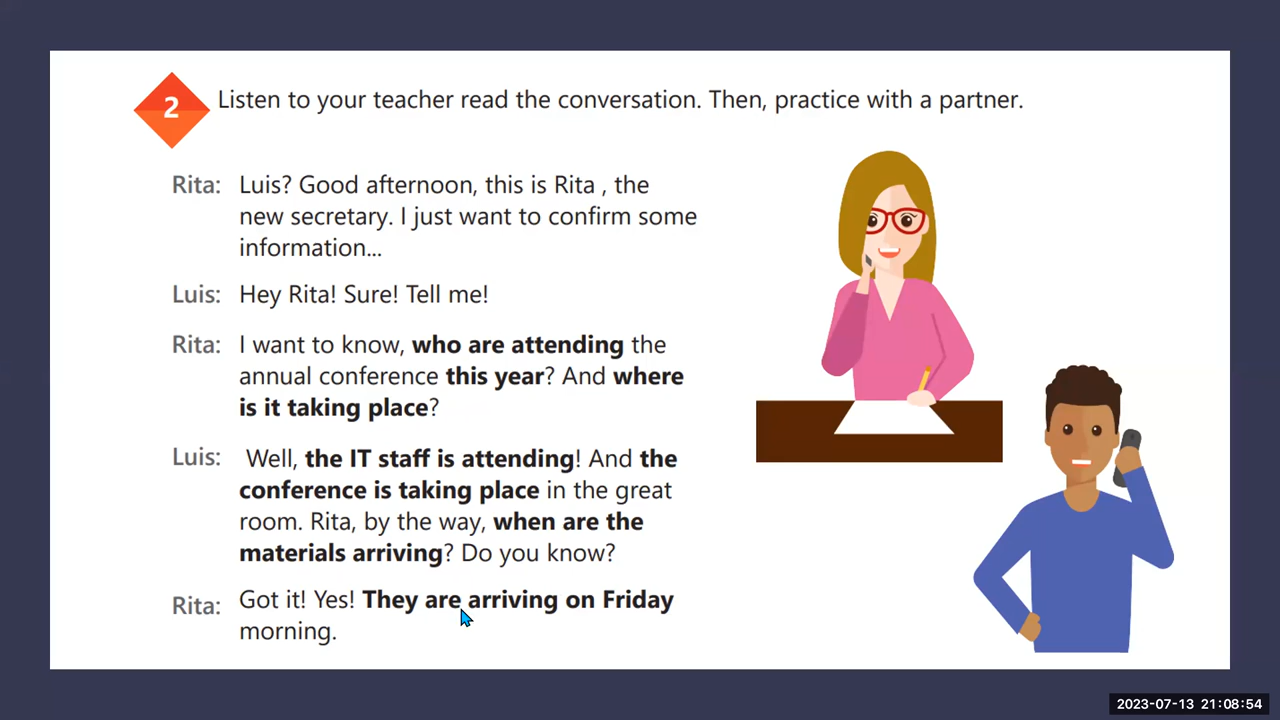 2
Listen to your teacher read the conversation. Then, practice with a partner.
Rita: Luis? Good afternoon, this is Rita , the
new secretary. I just want to confirm some
information...
Luis: Hey Rita! Sure! Tell me!
Rita: I want to know, who are attending the
annual conference this year? And where
is it taking place?
Luis: Well, the IT staff is attending! And the
conference is taking place in the great
room. Rita, by the way, when are the
materials arriving? Do you know?
Rita: Got it! Yes! They are arriving on Friday
morning.
2023-07-13 21:08:54